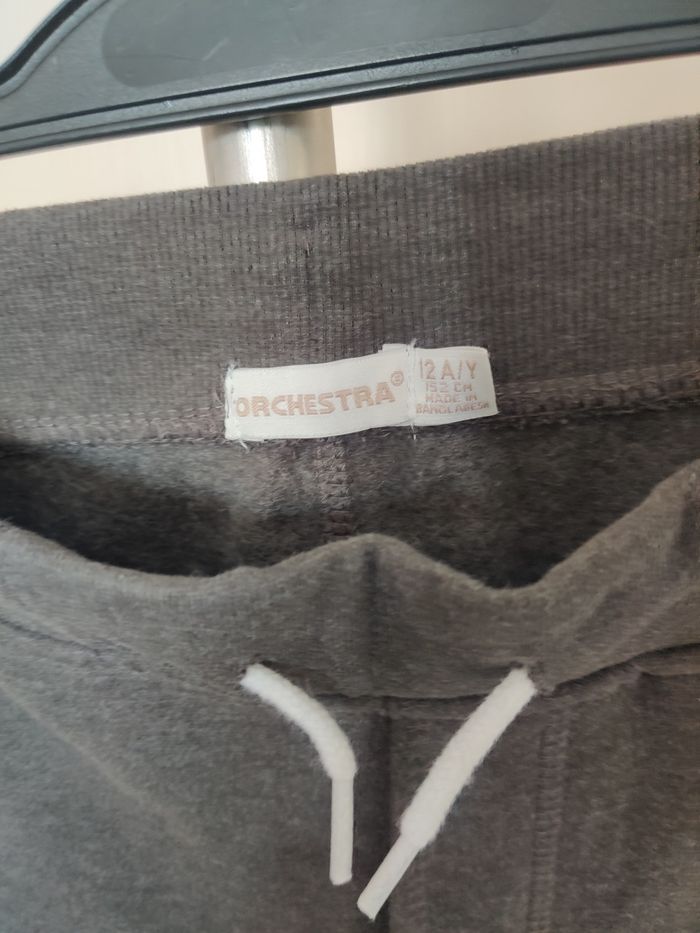 ORCHESTRA®
12 A/Y
152 CM
MADE IN
BANGLADESH